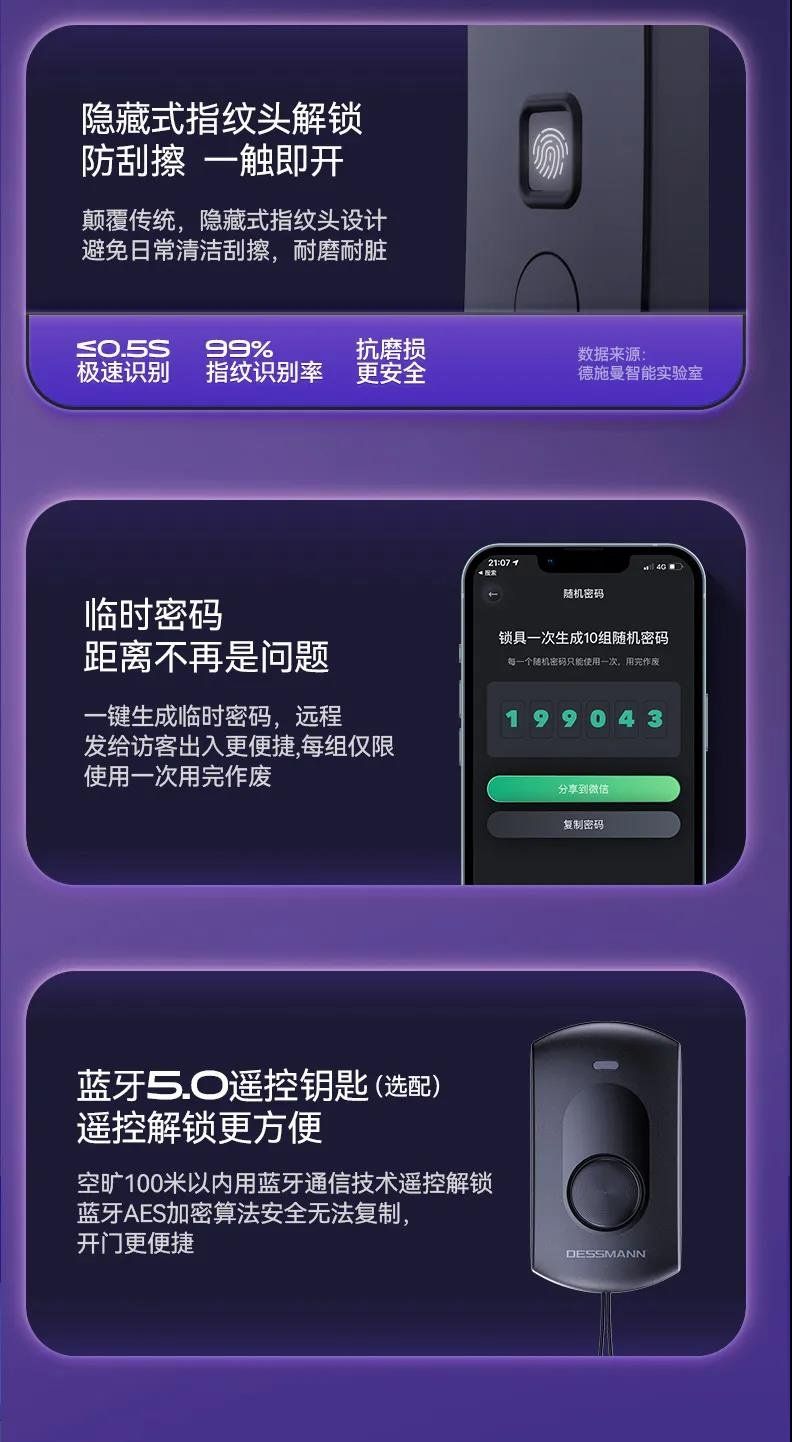 隐藏式指纹头解锁
防刮擦 一触即开
颠覆传统，隐藏式指纹头设计
避免日常清洁刮擦，耐磨耐脏
≤0.5S
极速识别
99%
指纹识别率
抗磨损
更安全
数据来源：
德施曼智能实验室
临时密码
距离不再是问题
一键生成临时密码，远程
发给访客出入更便捷,每组仅限
使用一次用完作废
21:07
4G
搜索
随机密码
锁具一次生成10组随机密码
每一个随机密码只能使用一次，用完作废
199043
分享到微信
复制密码
蓝牙5.0遥控钥匙（选配）
遥控解锁更方便
空旷100米以内用蓝牙通信技术遥控解锁
蓝牙AES加密算法安全无法复制，
开门更便捷
DESSMANN